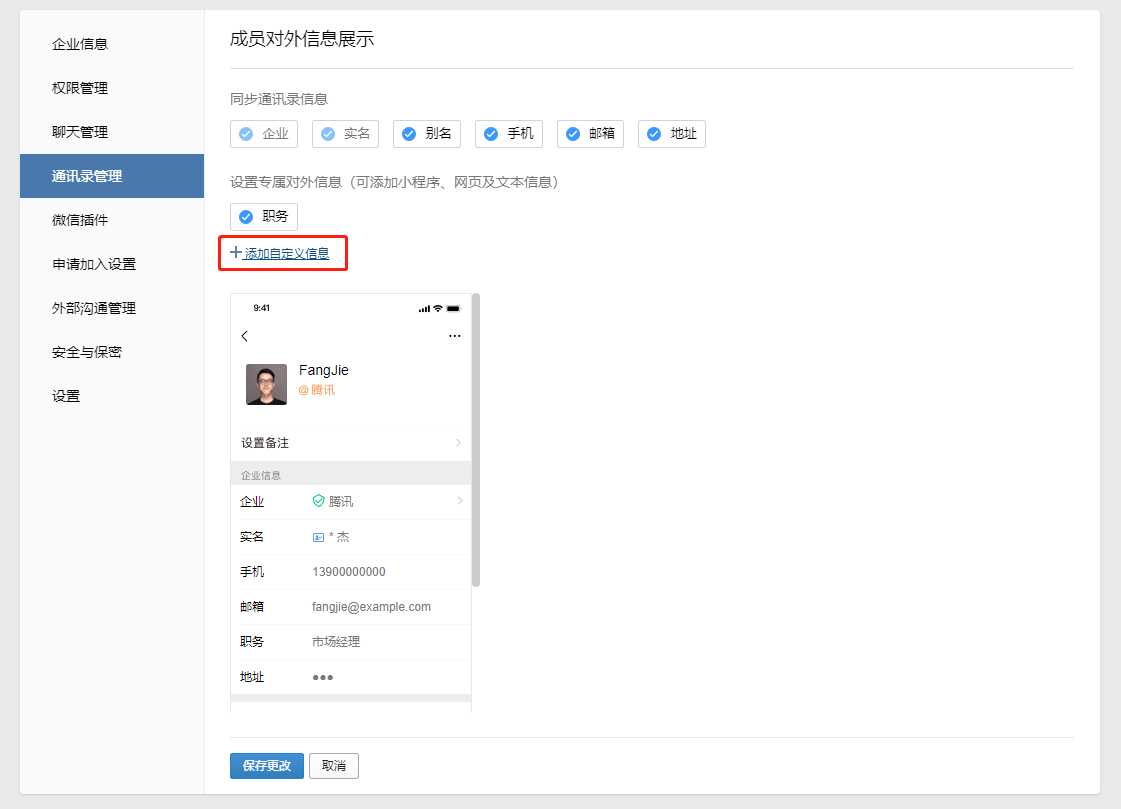 企业信息
权限管理
聊天管理
通讯录管理
微信插件
申请加入设置
外部沟通管理
安全与保密
设置
成员对外信息展示
同步通讯录信息
企业 实名 别名 手机 邮箱 地址
设置专属对外信息（可添加小程序、网页及文本信息）
职务
+添加自定义信息
9:41
FangJie
@腾讯
设置备注
企业信息
企业 腾讯
实名 * 杰
手机 13900000000
邮箱 fangjie@example.com
职务 市场经理
地址 ●●●
保存更改 取消